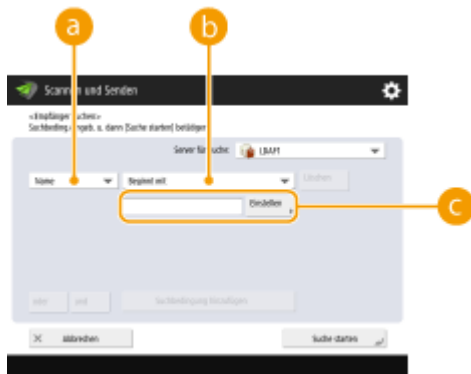 a b
Scannen und Senden
<Empfänger suchen>
Suchbeding. eingeb. u. dann [Suche starten] betätigen
Server für Suche: LDAP1
Name Beginnt mit Löschen
Einstellen
c
oder und Suchbedingung hinzufügen
Abbrechen Suche starten